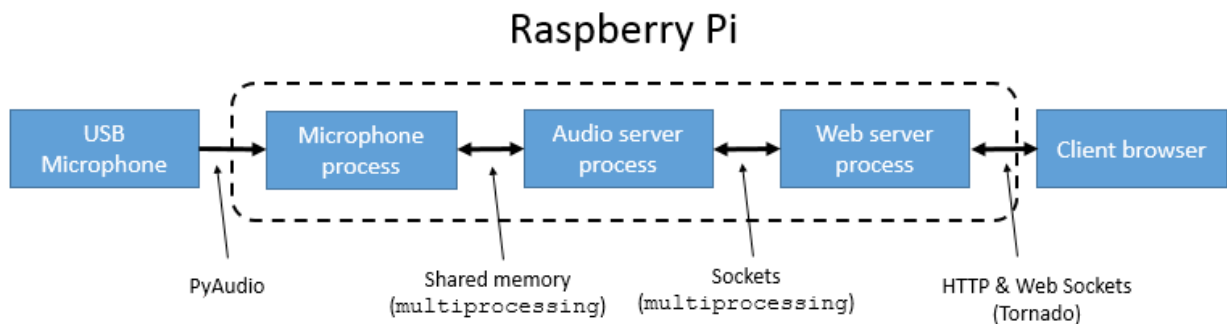 Raspberry Pi
USB
Microphone
Microphone
process
Audio server
process
Web server
process
Client browser
PyAudio
Shared memory
(multiprocessing)
Sockets
(multiprocessing)
HTTP & Web Sockets
(Tornado)